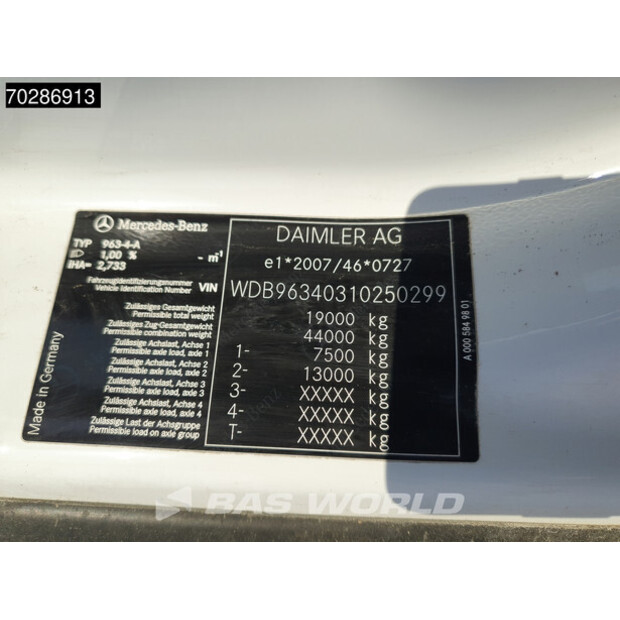 70286913
Mercedes-Benz
TYP 963-4-A
1,00 % - m⁻¹
iHA= 2,733
Fahrzeugidentifizierungsnummer
Vehicle Identification Number VIN
Zulässiges Gesamtgewicht
Permissible total weight
Zulässiges Zug-Gesamtgewicht
Permissible combination weight
Zulässige Achslast, Achse 1
Permissible axle load, axle 1
Zulässige Achslast, Achse 2
Permissible axle load, axle 2
Zulässige Achslast, Achse 3
Permissible axle load, axle 3
Zulässige Achslast, Achse 4
Permissible axle load, axle 4
Zulässige Last der Achsgruppe
Permissible load on axle group
DAIMLER AG
e1*2007/46*0727
WDB96340310250299
19000 kg
44000 kg
1- 7500 kg
2- 13000 kg
3- XXXXX kg
4- XXXXX kg
T- XXXXX kg
Made in Germany
A 000 584 98 01
BAS WORLD